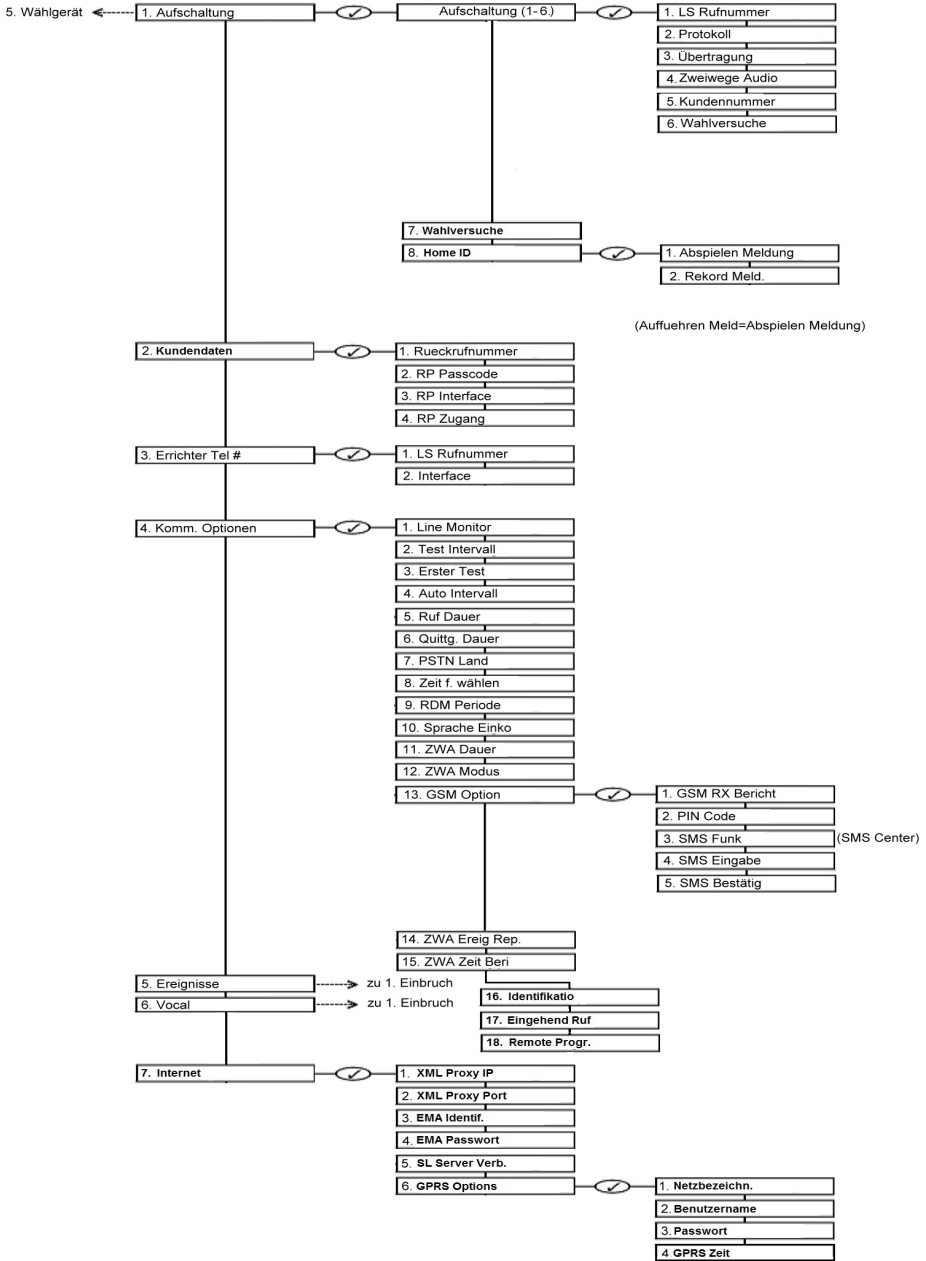 5. Wählgerät
1. Aufschaltung
Aufschaltung (1-6.)
1. LS Rufnummer
2. Protokoll
3. Übertragung
4. Zweiwege Audio
5. Kundennummer
6. Wahlversuche
7. Wahlversuche
8. Home ID
1. Abspielen Meldung
2. Rekord Meld.
(Auffuehren Meld=Abspielen Meldung)
2. Kundendaten
1. Rueckrufnummer
2. RP Passcode
3. RP Interface
4. RP Zugang
3. Errichter Tel #
1. LS Rufnummer
2. Interface
4. Komm. Optionen
1. Line Monitor
2. Test Intervall
3. Erster Test
4. Auto Intervall
5. Ruf Dauer
6. Quittg. Dauer
7. PSTN Land
8. Zeit f. wählen
9. RDM Periode
10. Sprache Einko
11. ZWA Dauer
12. ZWA Modus
13. GSM Option
1. GSM RX Bericht
2. PIN Code
3. SMS Funk
(SMS Center)
4. SMS Eingabe
5. SMS Bestätig
14. ZWA Ereig Rep.
15. ZWA Zeit Beri
16. Identifikatio
17. Eingehend Ruf
18. Remote Progr.
5. Ereignisse
zu 1. Einbruch
6. Vocal
zu 1. Einbruch
7. Internet
1. XML Proxy IP
2. XML Proxy Port
3. EMA Identif.
4. EMA Passwort
5. SL Server Verb.
6. GPRS Options
1. Netzbezeichn.
2. Benutzername
3. Passwort
4 GPRS Zeit